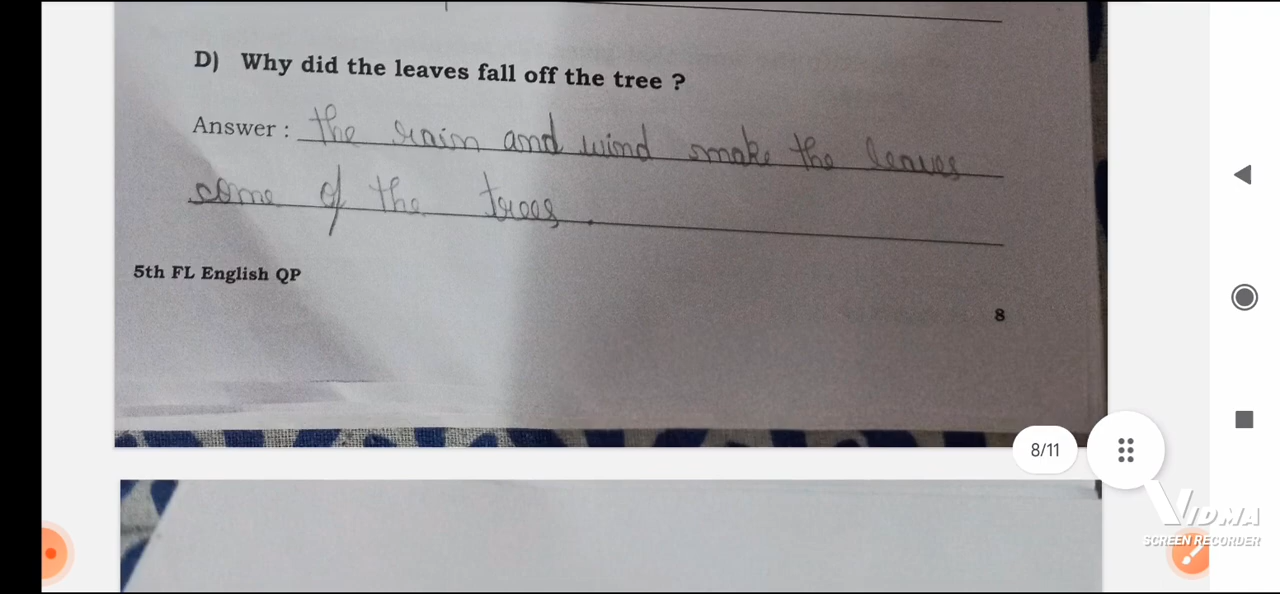 D) Why did the leaves fall off the tree ?
Answer : the rain and wind make the leaves
come of the trees.
5th FL English QP
8
8/11
VIDMA
SCREEN RECORDER